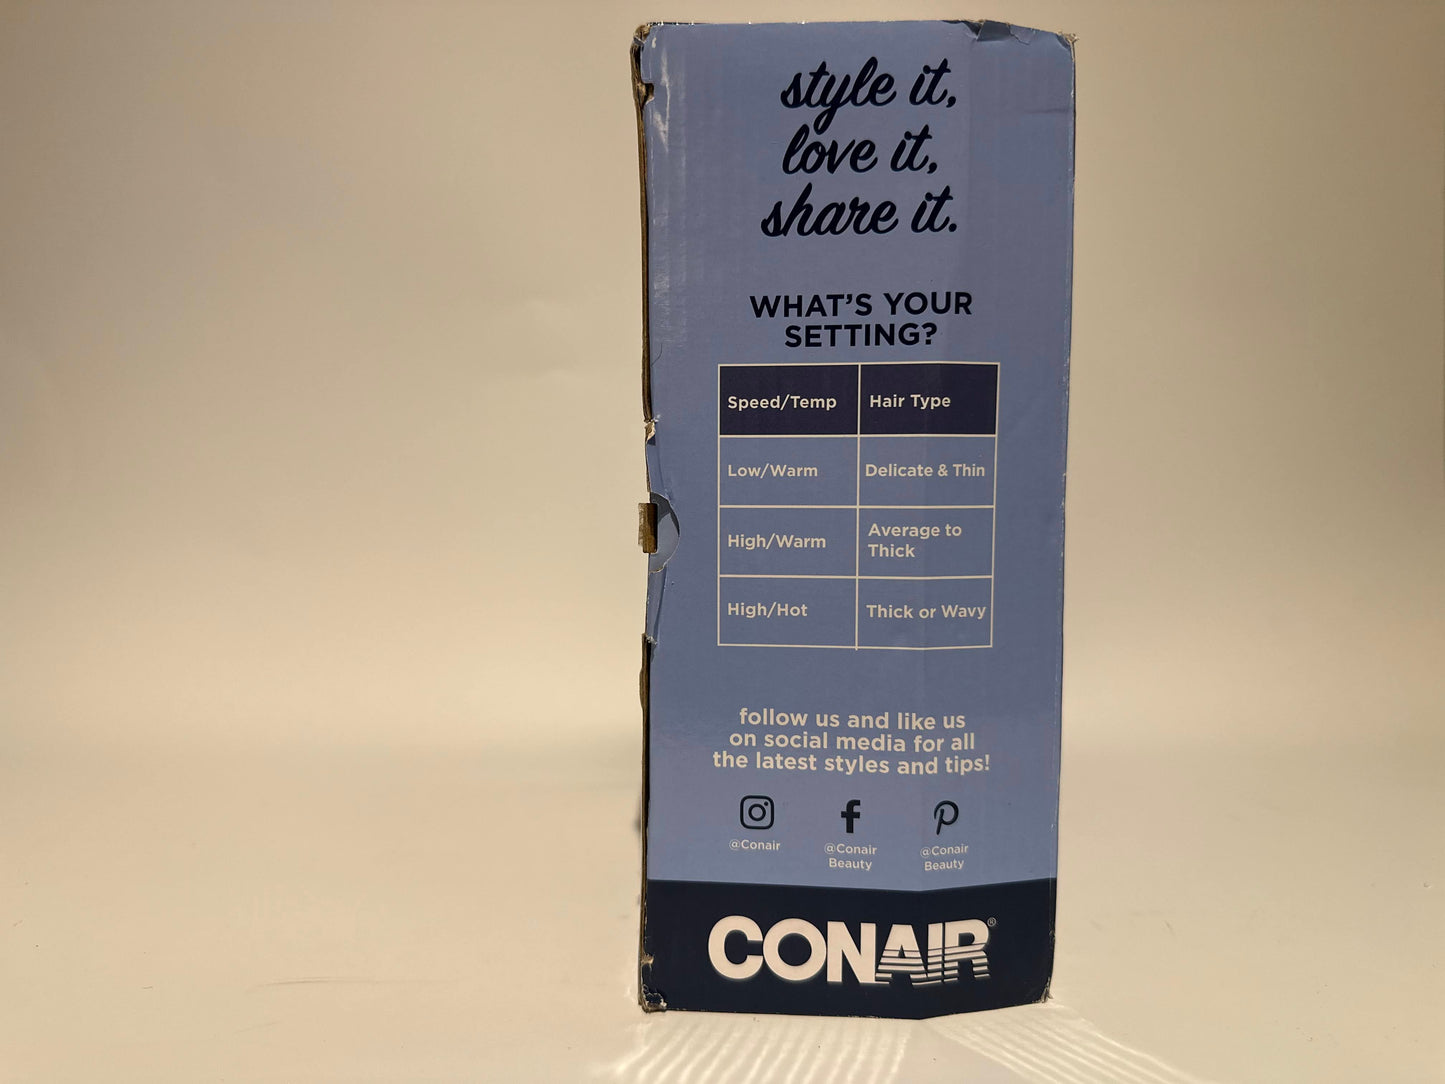 style it,
love it,
share it.
WHAT'S YOUR
SETTING?
Speed/Temp Hair Type
Low/Warm Delicate & Thin
High/Warm Average to
Thick
High/Hot Thick or Wavy
follow us and like us
on social media for all
the latest styles and tips!
@Conair @Conair @Conair
Beauty Beauty
CONAIR®